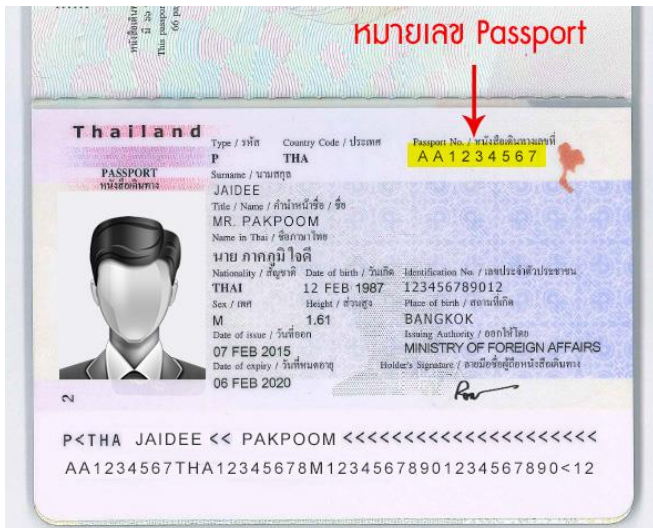 หมายเลข Passport
Thailand
PASSPORT
หนังสือเดินทาง
Type / รหัส Country Code / ประเทศ Passport No. / หนังสือเดินทางเลขที่
P THA AA1234567
Surname / นามสกุล
JAIDEE
Title / Name / คำนำหน้าชื่อ / ชื่อ
MR. PAKPOOM
Name in Thai / ชื่อภาษาไทย
นาย ภาคภูมิ ใจดี
Nationality / สัญชาติ Date of birth / วันเกิด Identification No. / เลขประจำตัวประชาชน
THAI 12 FEB 1987 123456789012
Sex / เพศ Height / ส่วนสูง Place of birth / สถานที่เกิด
M 1.61 BANGKOK
Date of issue / วันที่ออก Issuing Authority / ออกให้โดย
07 FEB 2015 MINISTRY OF FOREIGN AFFAIRS
Date of expiry / วันที่หมดอายุ Holder's Signature / ลายมือชื่อผู้ถือหนังสือเดินทาง
06 FEB 2020
2
P<THA JAIDEE << PAKPOOM <<<<<<<<<<<<<<<<<<<<<
AA1234567THA12345678M12345678901234567890<12